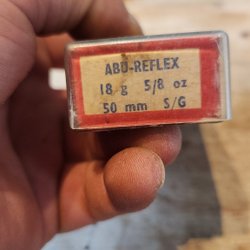 ABU-REFLEX
18 g 5/8 oz
50 mm S/G